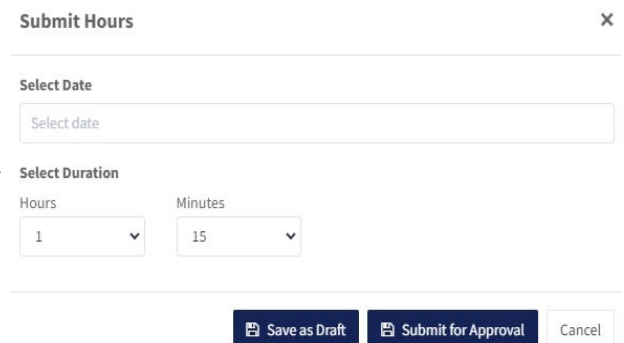 Submit Hours
Select Date
Select date
Select Duration
Hours Minutes
1 15
Save as Draft Submit for Approval Cancel